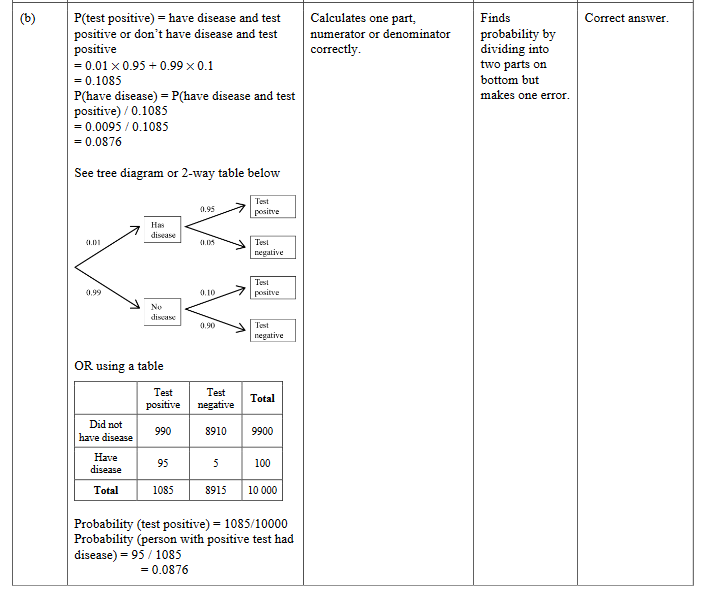 (b)
P(test positive) = have disease and test
positive or don't have disease and test
positive
= 0.01 × 0.95 + 0.99 × 0.1
= 0.1085
P(have disease) = P(have disease and test
positive) / 0.1085
= 0.0095 / 0.1085
= 0.0876
See tree diagram or 2-way table below
0.01
0.99
Has
disease
No
disease
0.95
0.05
0.10
0.90
Test
positve
Test
negative
Test
positve
Test
negative
OR using a table
Test positive Test negative Total
Did not have disease 990 8910 9900
Have disease 95 5 100
Total 1085 8915 10 000
Probability (test positive) = 1085/10000
Probability (person with positive test had
disease) = 95 / 1085
= 0.0876
Calculates one part,
numerator or denominator
correctly.
Finds
probability by
dividing into
two parts on
bottom but
makes one error.
Correct answer.